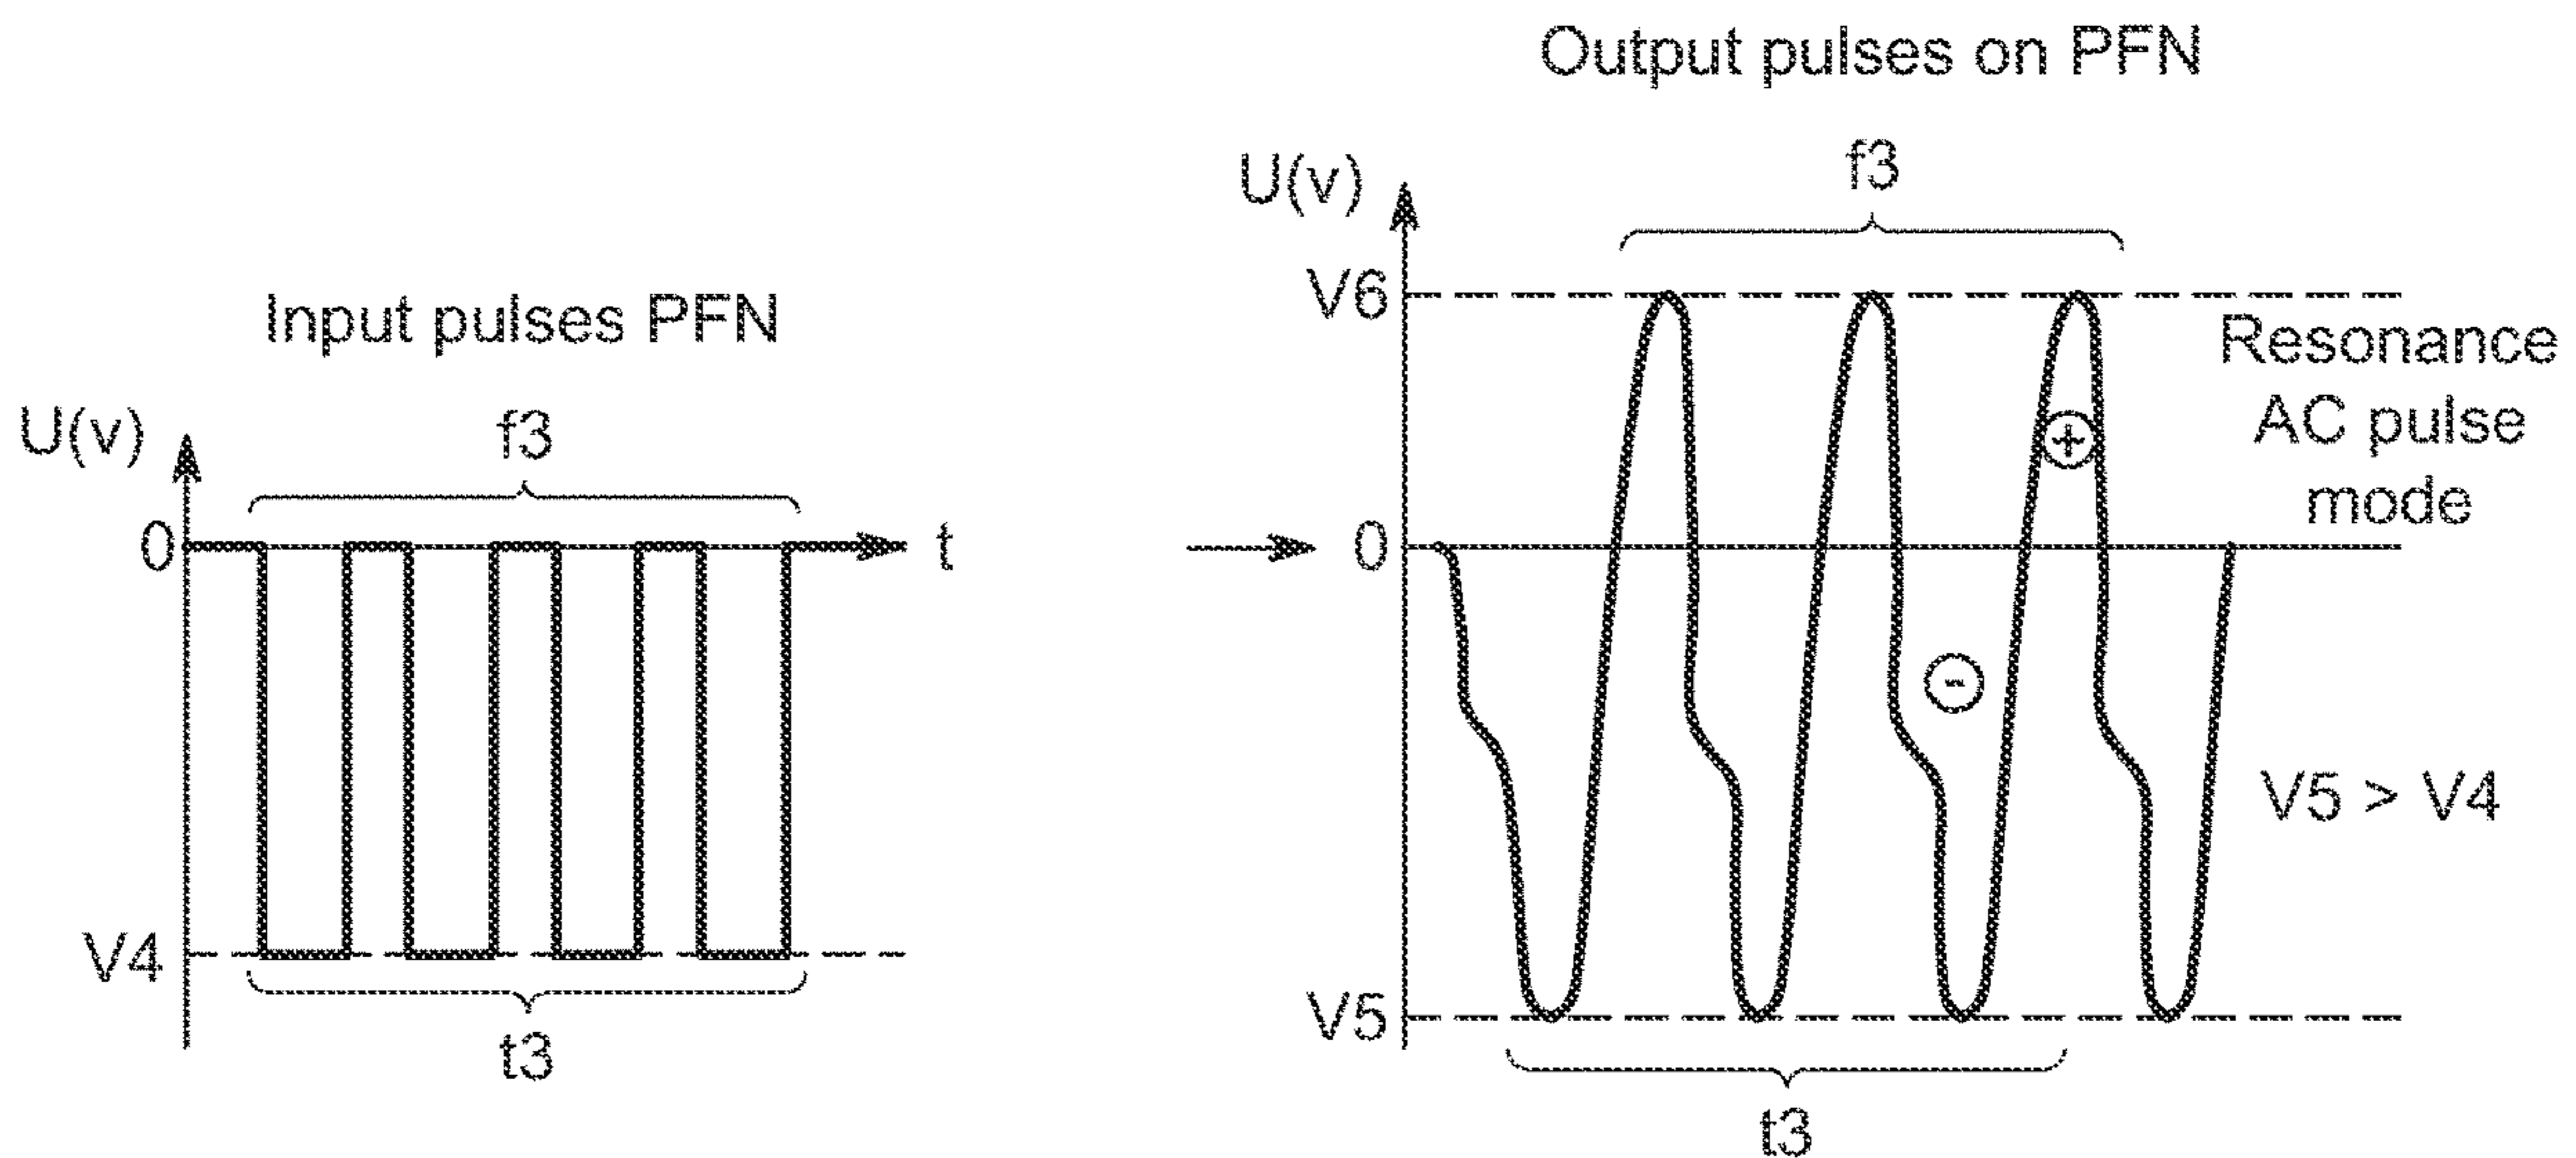 Input pulses PFN
U(v)
f3
0
t
V4
t3
Output pulses on PFN
f3
U(v)
V6
Resonance
AC pulse
mode
+
0
-
V5 > V4
V5
t3